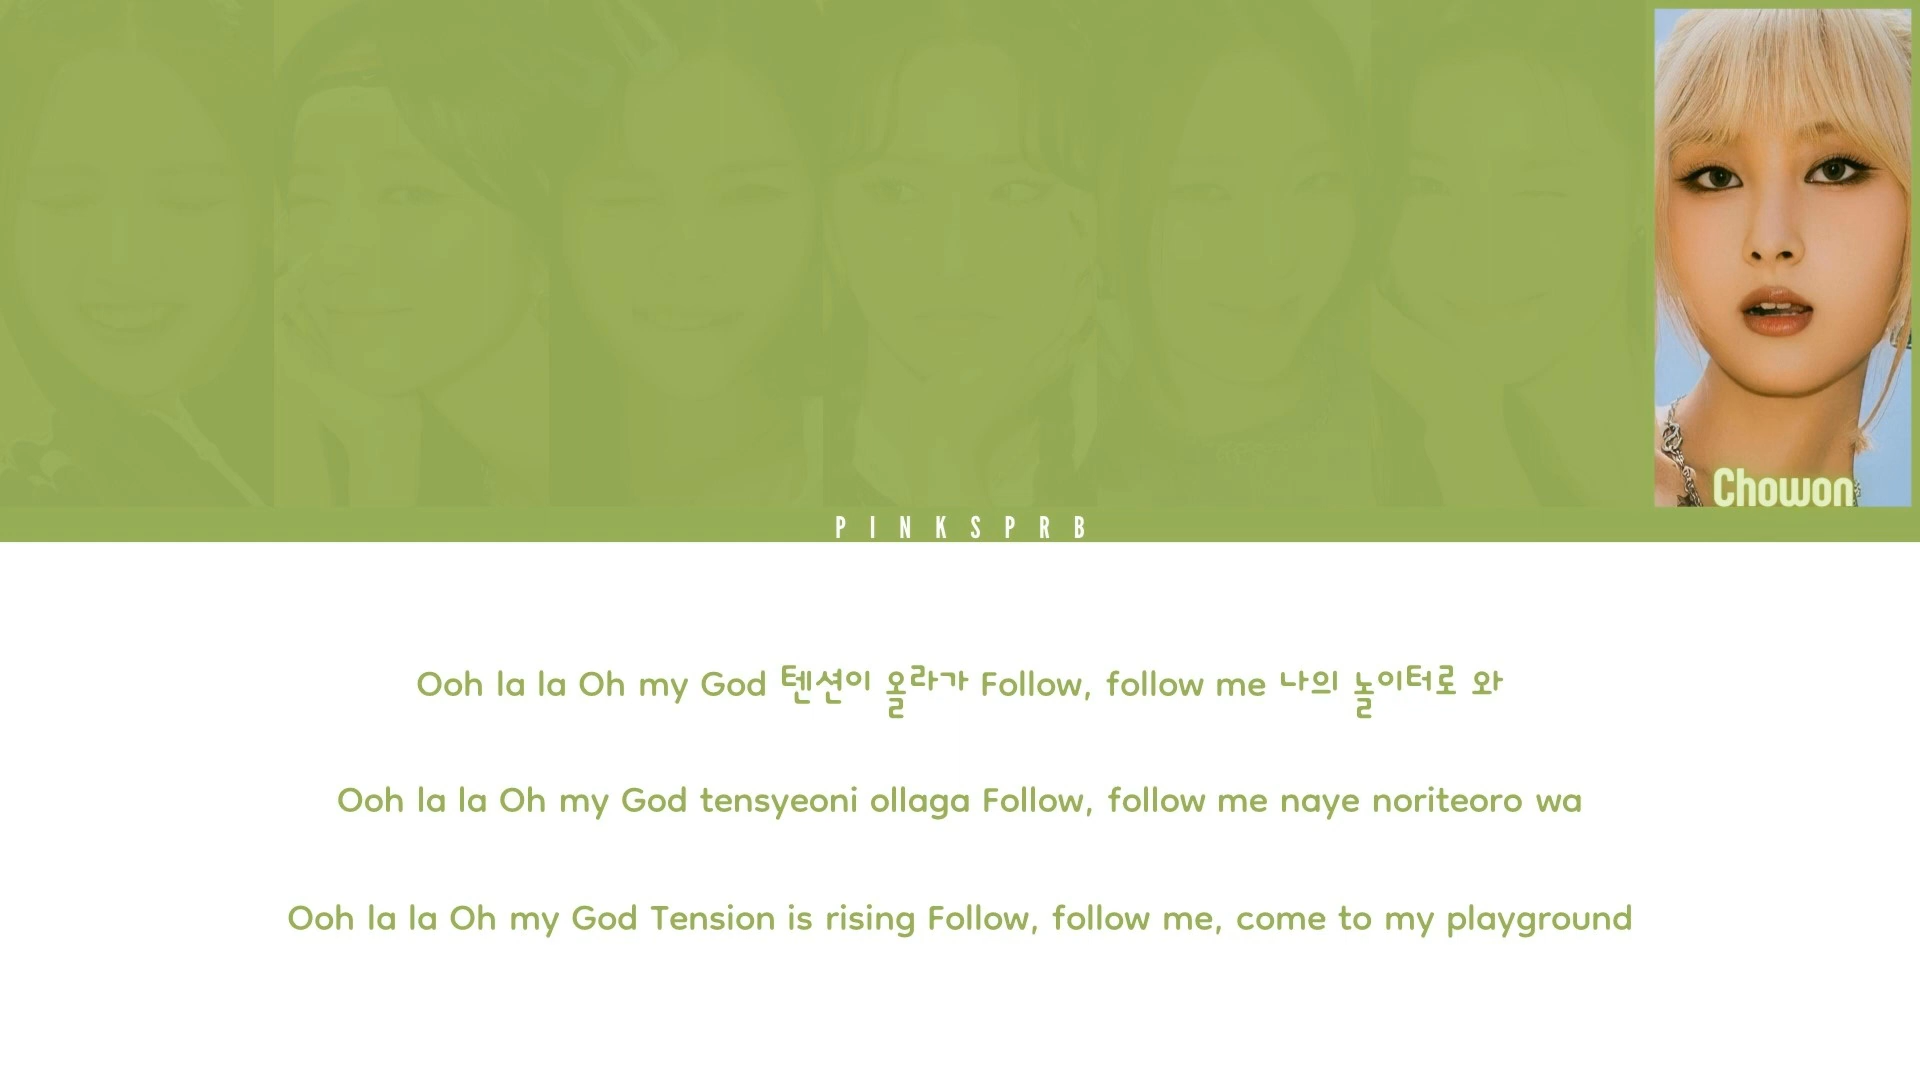 Chowon
PINKSPRB
Ooh la la Oh my God 텐션이 올라가 Follow, follow me 나의 놀이터로 와
Ooh la la Oh my God tensyeoni ollaga Follow, follow me naye noriteoro wa
Ooh la la Oh my God Tension is rising Follow, follow me, come to my playground